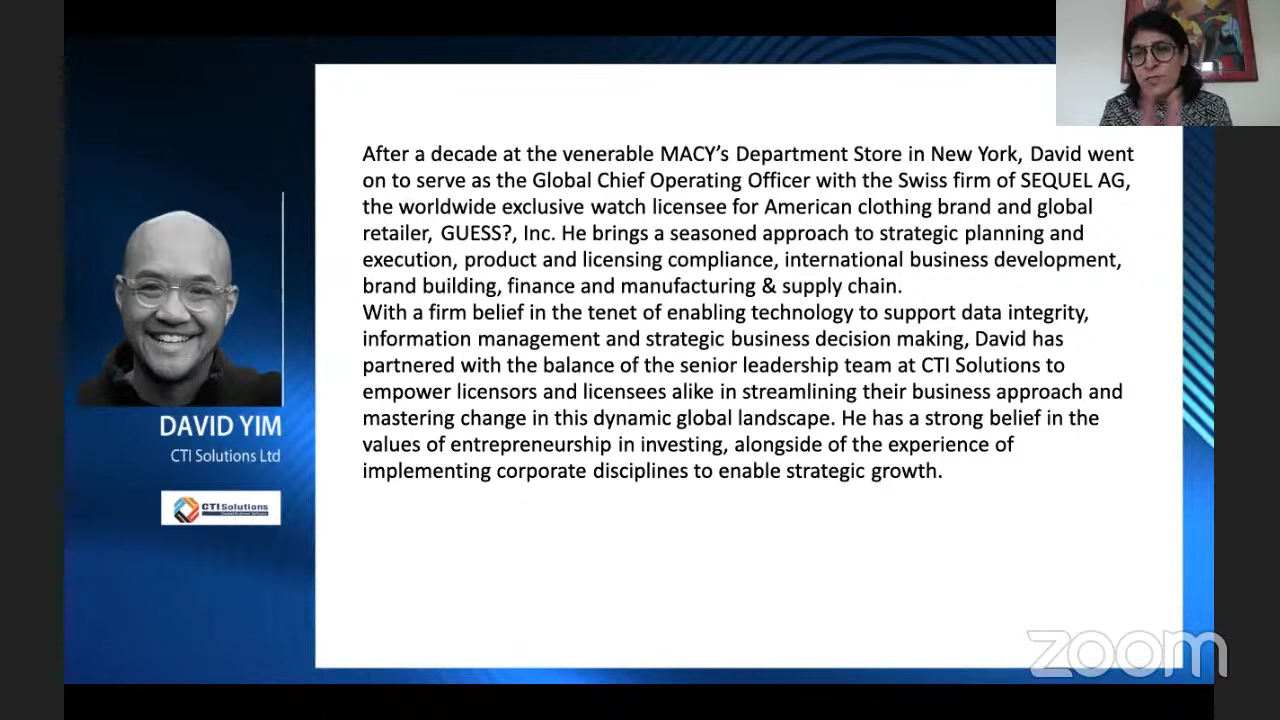 After a decade at the venerable MACY's Department Store in New York, David went
on to serve as the Global Chief Operating Officer with the Swiss firm of SEQUEL AG,
the worldwide exclusive watch licensee for American clothing brand and global
retailer, GUESS?, Inc. He brings a seasoned approach to strategic planning and
execution, product and licensing compliance, international business development,
brand building, finance and manufacturing & supply chain.
With a firm belief in the tenet of enabling technology to support data integrity,
information management and strategic business decision making, David has
partnered with the balance of the senior leadership team at CTI Solutions to
empower licensors and licensees alike in streamlining their business approach and
mastering change in this dynamic global landscape. He has a strong belief in the
values of entrepreneurship in investing, alongside of the experience of
implementing corporate disciplines to enable strategic growth.
DAVID YIM
CTI Solutions Ltd
CTI Solutions
zoom